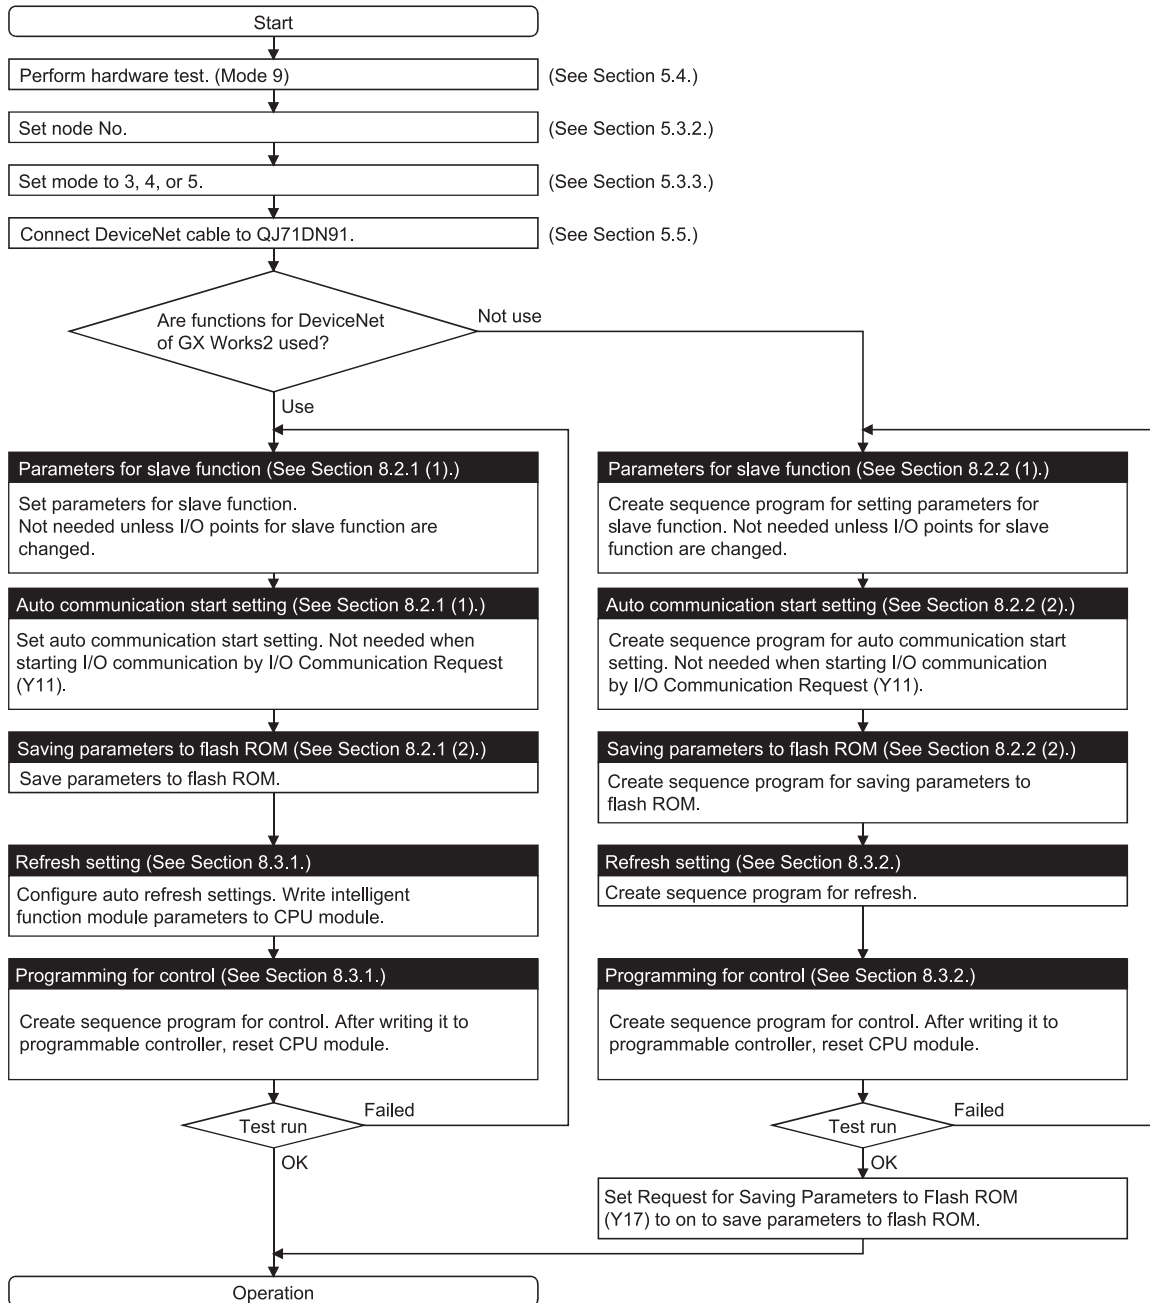 Start
Perform hardware test. (Mode 9)
(See Section 5.4.)
Set node No.
(See Section 5.3.2.)
Set mode to 3, 4, or 5.
(See Section 5.3.3.)
Connect DeviceNet cable to QJ71DN91.
(See Section 5.5.)
Are functions for DeviceNet
of GX Works2 used?
Not use
Use
Parameters for slave function (See Section 8.2.1 (1).)
Set parameters for slave function.
Not needed unless I/O points for slave function are
changed.
Auto communication start setting (See Section 8.2.1 (1).)
Set auto communication start setting. Not needed when
starting I/O communication by I/O Communication Request
(Y11).
Saving parameters to flash ROM (See Section 8.2.1 (2).)
Save parameters to flash ROM.
Refresh setting (See Section 8.3.1.)
Configure auto refresh settings. Write intelligent
function module parameters to CPU module.
Programming for control (See Section 8.3.1.)
Create sequence program for control. After writing it to
programmable controller, reset CPU module.
Test run
Failed
OK
Parameters for slave function (See Section 8.2.2 (1).)
Create sequence program for setting parameters for
slave function. Not needed unless I/O points for slave
function are changed.
Auto communication start setting (See Section 8.2.2 (2).)
Create sequence program for auto communication start
setting. Not needed when starting I/O communication
by I/O Communication Request (Y11).
Saving parameters to flash ROM (See Section 8.2.2 (2).)
Create sequence program for saving parameters to
flash ROM.
Refresh setting (See Section 8.3.2.)
Create sequence program for refresh.
Programming for control (See Section 8.3.2.)
Create sequence program for control. After writing it to
programmable controller, reset CPU module.
Test run
Failed
OK
Set Request for Saving Parameters to Flash ROM
(Y17) to on to save parameters to flash ROM.
Operation